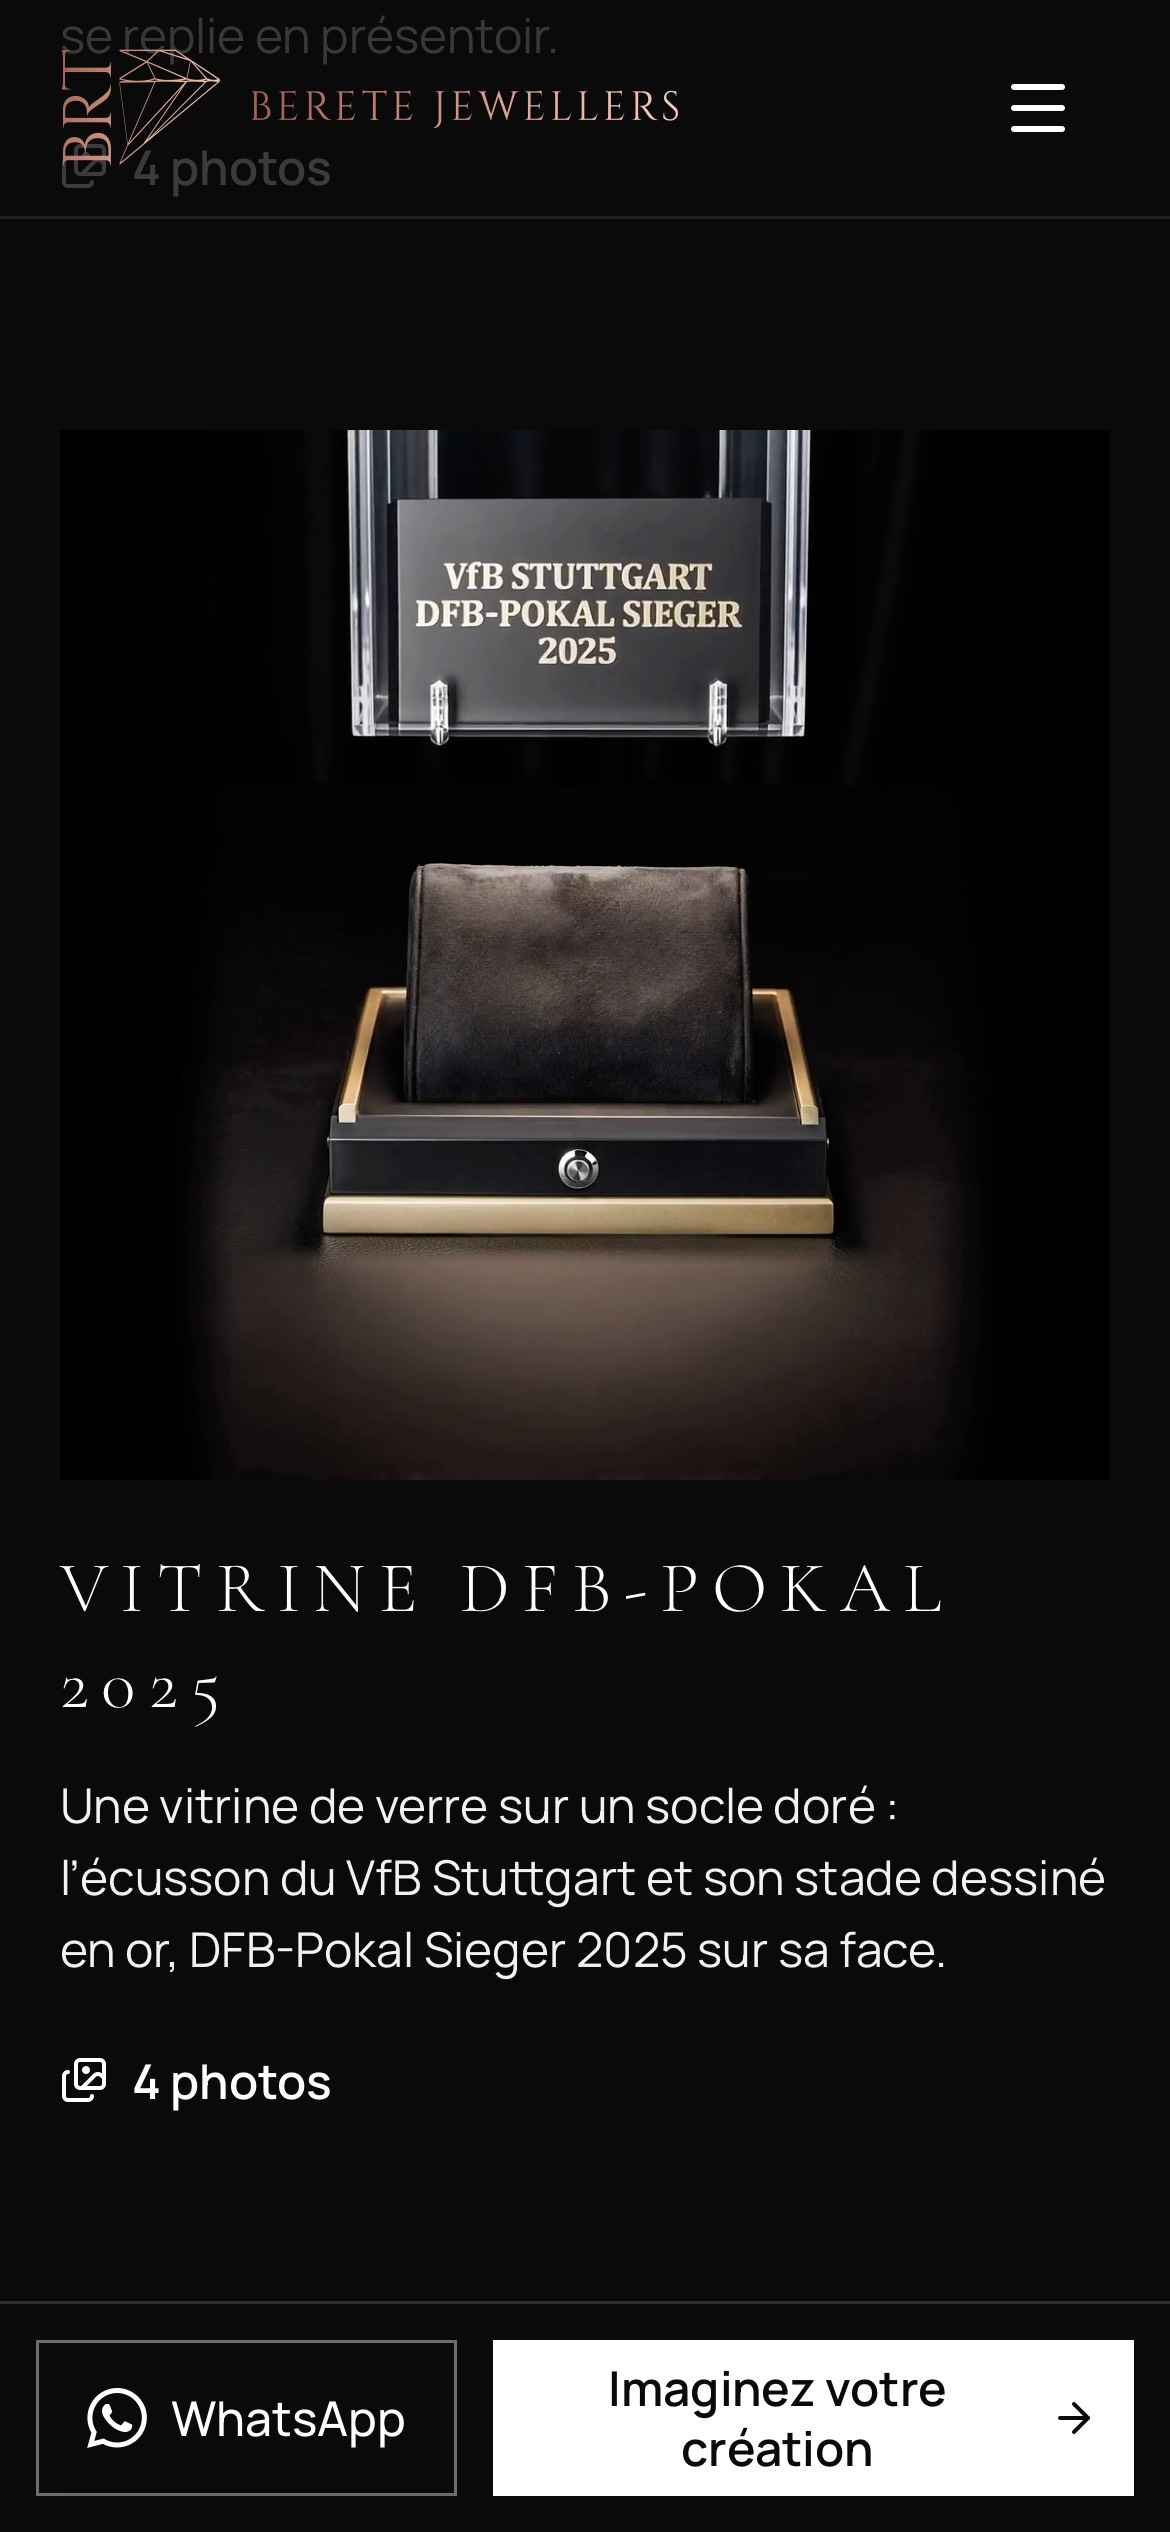 se replie en présentoir.
BRT
BERETE JEWELLERS
4 photos
VfB STUTTGART
DFB-POKAL SIEGER
2025
VITRINE DFB-POKAL
2025
Une vitrine de verre sur un socle doré :
l’écusson du VfB Stuttgart et son stade dessiné
en or, DFB-Pokal Sieger 2025 sur sa face.
4 photos
WhatsApp
Imaginez votre
création